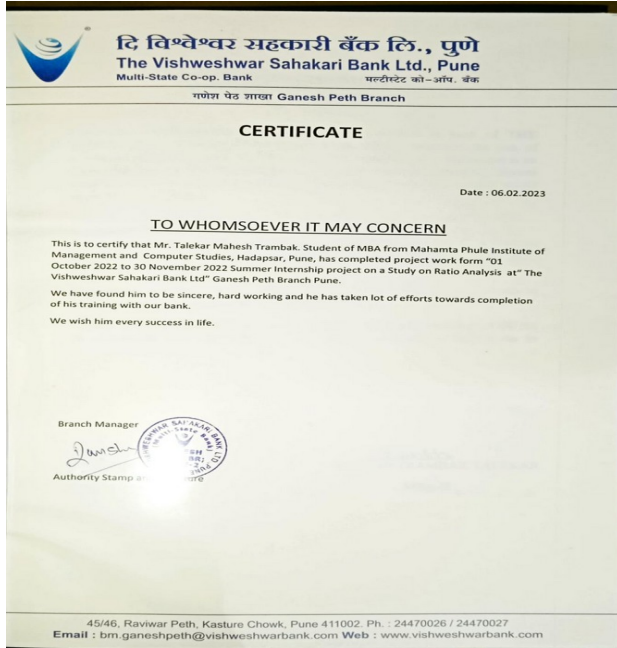 दि विश्वेश्वर सहकारी बँक लि., पुणे
The Vishweshwar Sahakari Bank Ltd., Pune
Multi-State Co-op. Bank मल्टीस्टेट को-ऑप. बँक
गणेश पेठ शाखा Ganesh Peth Branch
CERTIFICATE
Date : 06.02.2023
TO WHOMSOEVER IT MAY CONCERN
This is to certify that Mr. Talekar Mahesh Trambak. Student of MBA from Mahamta Phule Institute of
Management and Computer Studies, Hadapsar, Pune, has completed project work form “01
October 2022 to 30 November 2022 Summer Internship project on a Study on Ratio Analysis at” The
Vishweshwar Sahakari Bank Ltd” Ganesh Peth Branch Pune.
We have found him to be sincere, hard working and he has taken lot of efforts towards completion
of his training with our bank.
We wish him every success in life.
Branch Manager
Authority Stamp
45/46, Raviwar Peth, Kasture Chowk, Pune 411002. Ph. : 24470026 / 24470027
Email : brn.ganeshpeth@vishweshwarbank.com Web : www.vishweshwarbank.com